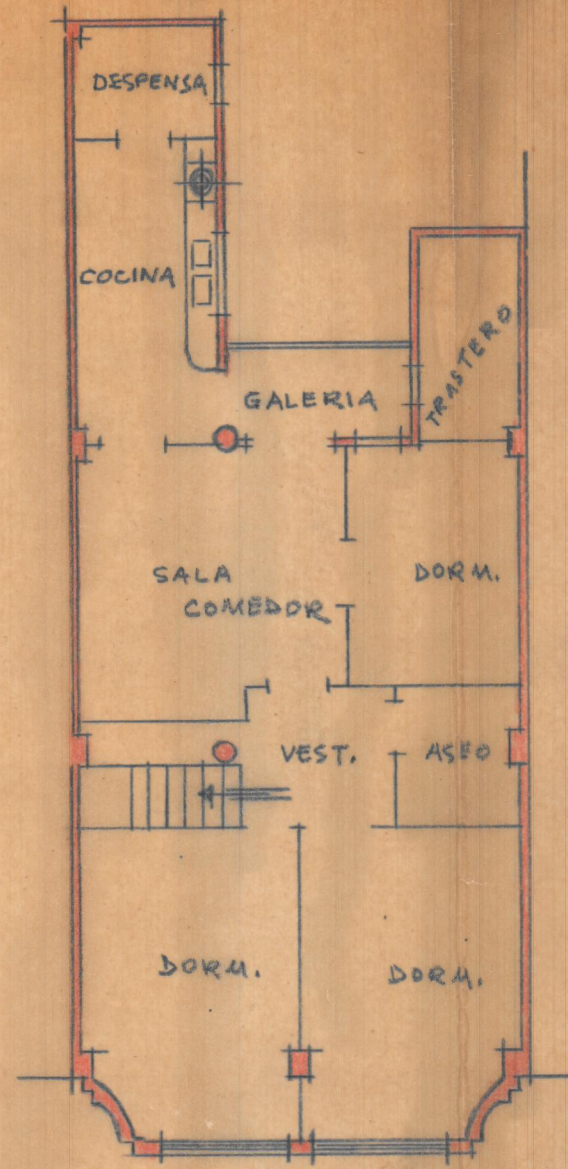 DESPENSA
COCINA
TRASTERO
GALERIA
SALA
COMEDOR
DORM.
VEST.
ASEO
DORM.
DORM.